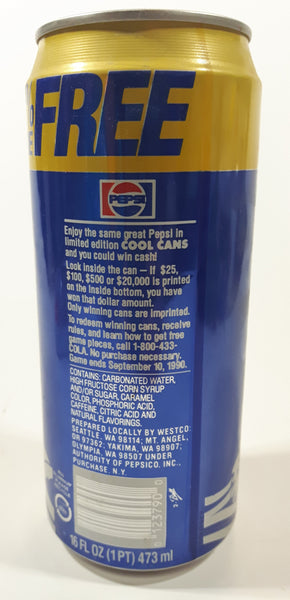 FREE
PEPSI
Enjoy the same great Pepsi in
limited edition COOL CANS
and you could win cash!
Look inside the can — If $25,
$100, $500 or $20,000 is printed
on the inside bottom, you have
won that dollar amount.
Only winning cans are imprinted.
To redeem winning cans, receive
rules, and learn how to get free
game pieces, call 1-800-433-
COLA. No purchase necessary.
Game ends September 10, 1990.
CONTAINS: CARBONATED WATER,
HIGH FRUCTOSE CORN SYRUP
AND/OR SUGAR, CARAMEL
COLOR, PHOSPHORIC ACID,
CAFFEINE, CITRIC ACID AND
NATURAL FLAVORINGS.
PREPARED LOCALLY BY WESTCO:
SEATTLE, WA 98114; MT. ANGEL,
OR 97362; YAKIMA, WA 98907;
OLYMPIA, WA 98507 UNDER
AUTHORITY OF PEPSICO, INC.,
PURCHASE, N.Y.
16 FL OZ (1 PT) 473 ml